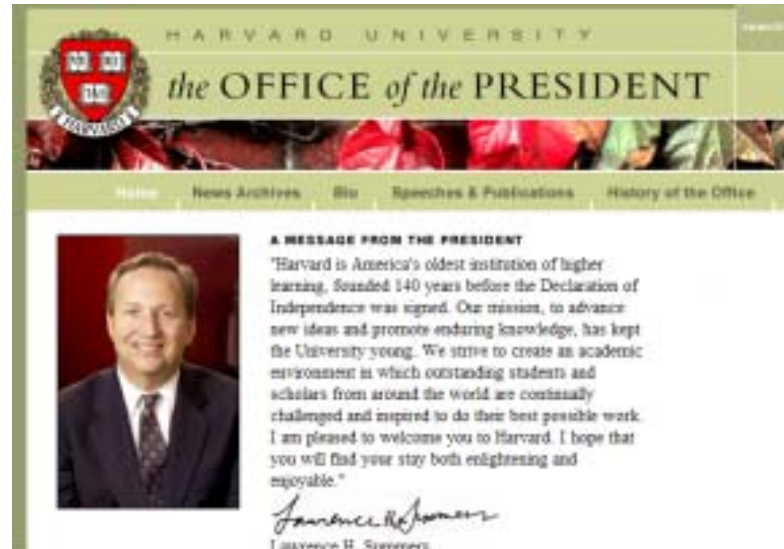 HARVARD UNIVERSITY
the OFFICE of the PRESIDENT
HARVARD
Home News Archives Bio Speeches & Publications History of the Office
A MESSAGE FROM THE PRESIDENT
"Harvard is America's oldest institution of higher
learning, founded 140 years before the Declaration of
Independence was signed. Our mission, to advance
new ideas and promote enduring knowledge, has kept
the University young. We strive to create an academic
environment in which outstanding students and
scholars from around the world are continually
challenged and inspired to do their best possible work.
I am pleased to welcome you to Harvard. I hope that
you will find your stay both enlightening and
enjoyable."
Lawrence H. Summers
Lawrence H. Summers